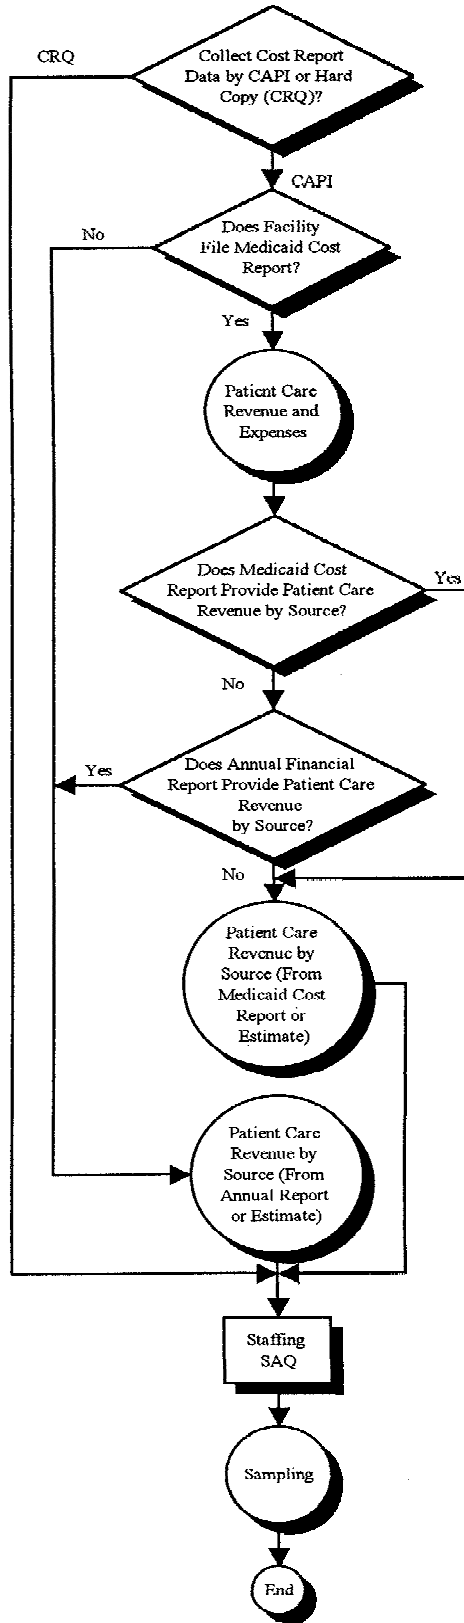 CRQ
Collect Cost Report
Data by CAPI or Hard
Copy (CRQ)?
CAPI
No
Does Facility
File Medicaid Cost
Report?
Yes
Patient Care
Revenue and
Expenses
Does Medicaid Cost
Report Provide Patient Care
Revenue by Source?
Yes
No
Does Annual Financial
Report Provide Patient Care
Revenue
by Source?
Yes
No
Patient Care
Revenue by
Source (From
Medicaid Cost
Report or
Estimate)
Patient Care
Revenue by
Source (From
Annual Report
or Estimate)
Staffing
SAQ
Sampling
End